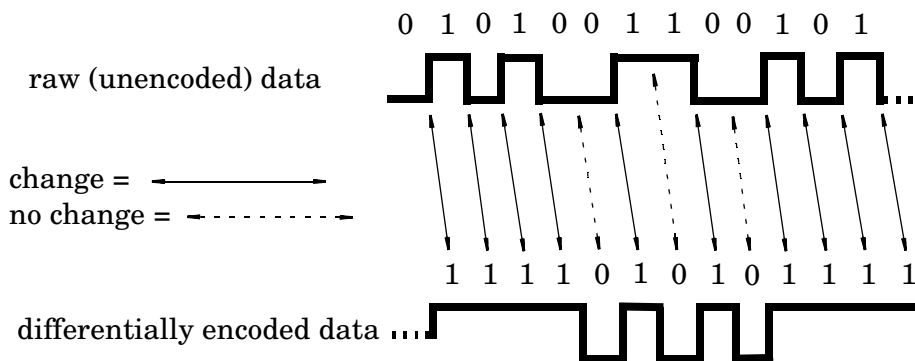 0 1 0 1 0 0 1 1 0 0 1 0 1
raw (unencoded) data
change =
no change =
1 1 1 1 0 1 0 1 0 1 1 1 1
differentially encoded data